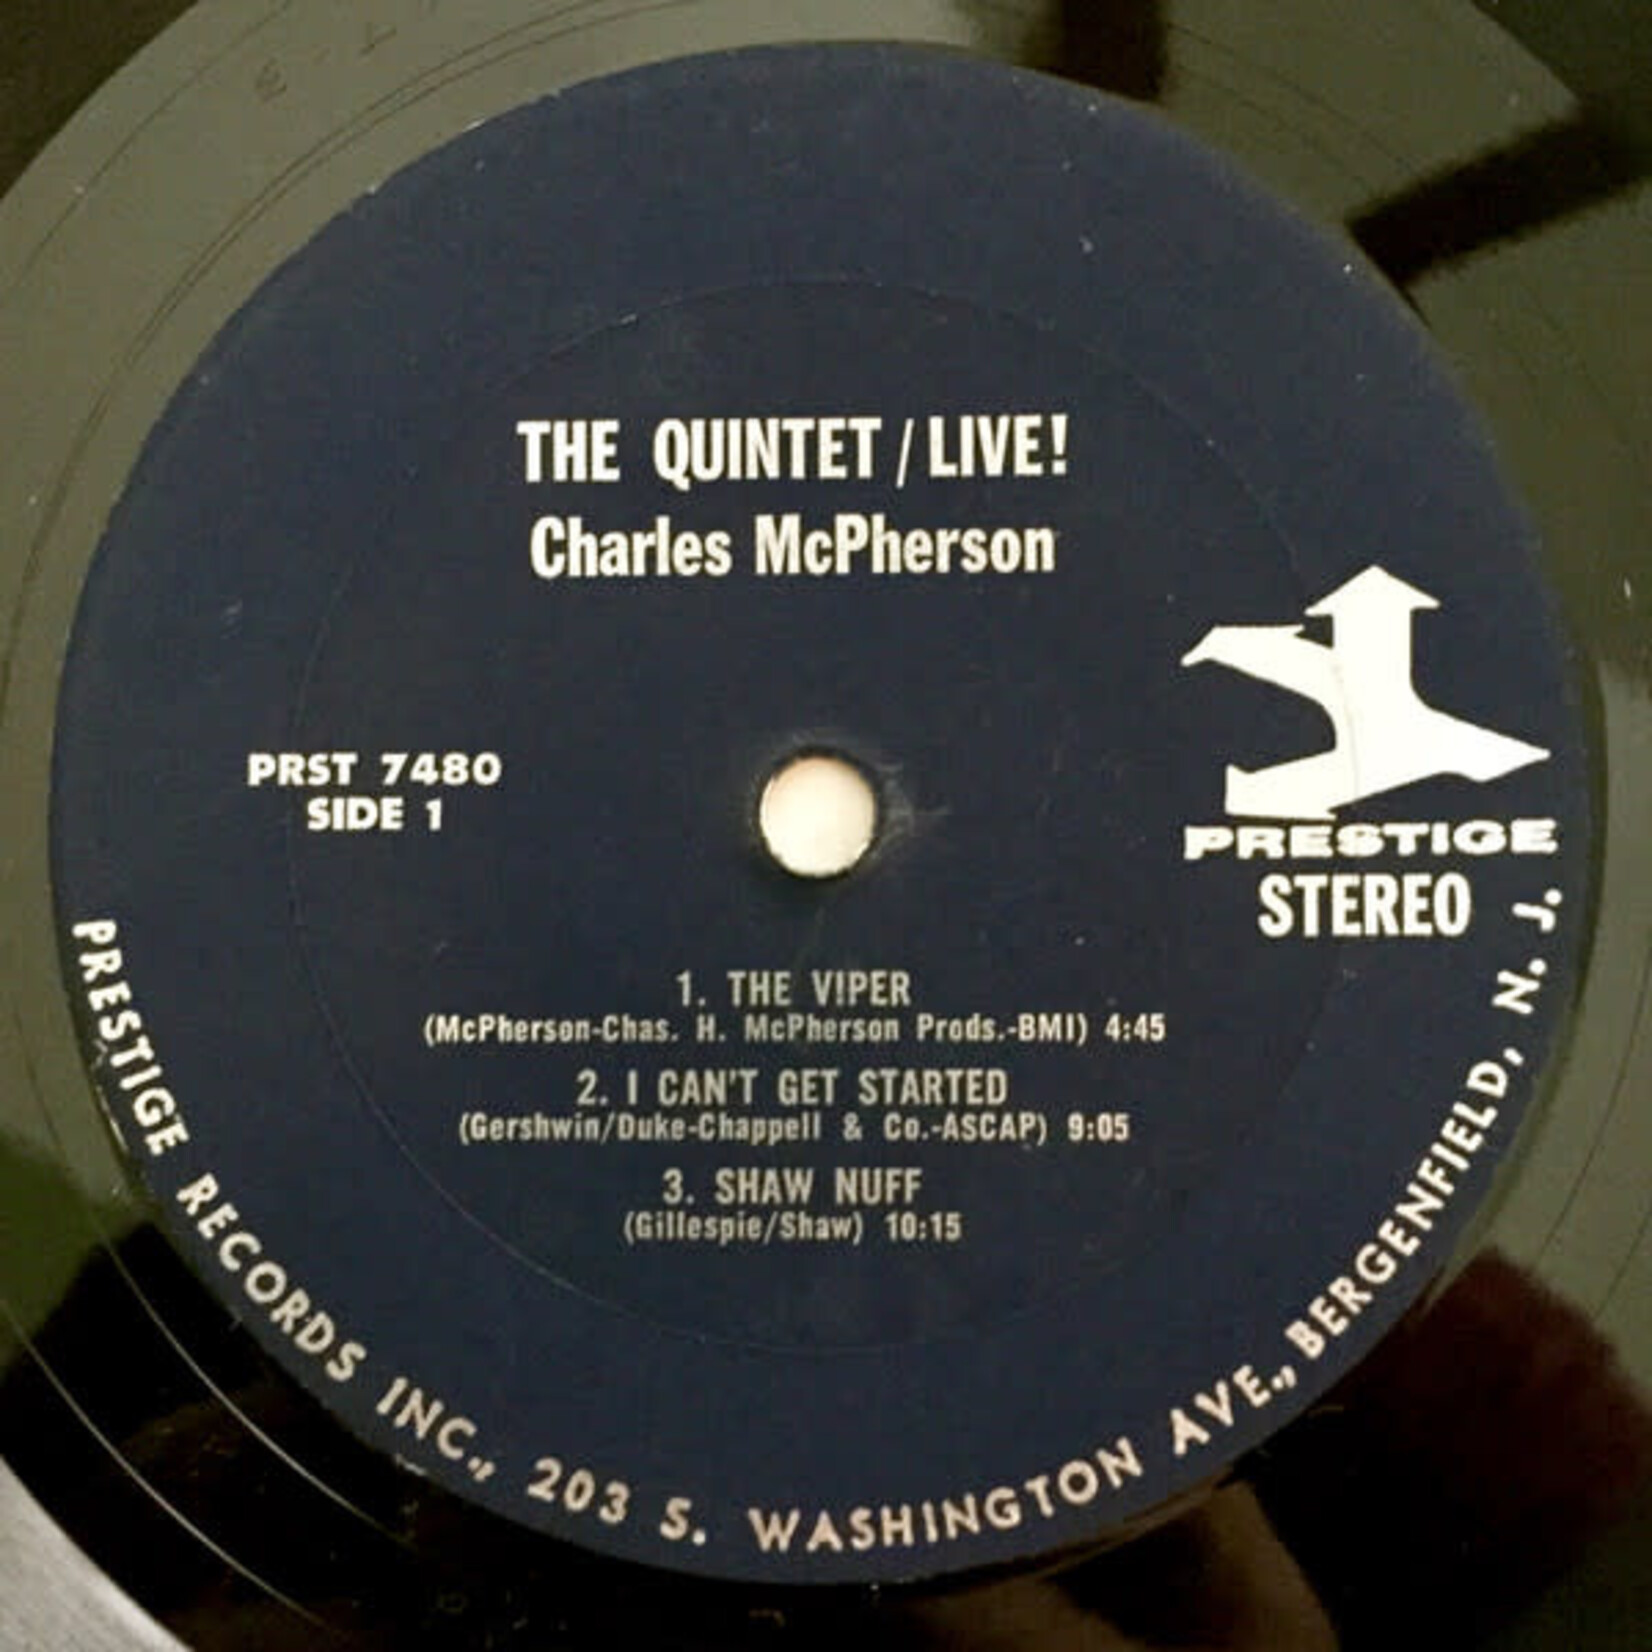 THE QUINTET / LIVE!
Charles McPherson
PRST 7480
SIDE 1
PRESTIGE
STEREO
1. THE VIPER
(McPherson-Chas. H. McPherson Prods.-BMI) 4:45
2. I CAN'T GET STARTED
(Gershwin/Duke-Chappell & Co.-ASCAP) 9:05
3. SHAW NUFF
(Gillespie/Shaw) 10:15
PRESTIGE RECORDS INC., 203 S. WASHINGTON AVE., BERGENFIELD, N. J.